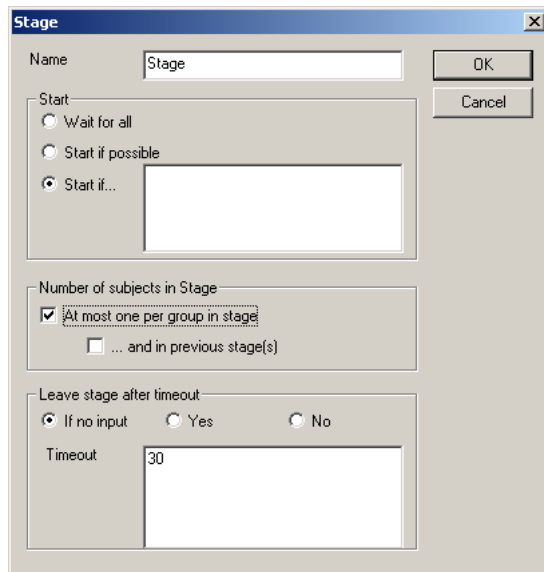 Stage
Name
Stage
OK
Cancel
Start
Wait for all
Start if possible
Start if...
Number of subjects in Stage
At most one per group in stage
... and in previous stage(s)
Leave stage after timeout
If no input Yes No
Timeout
30